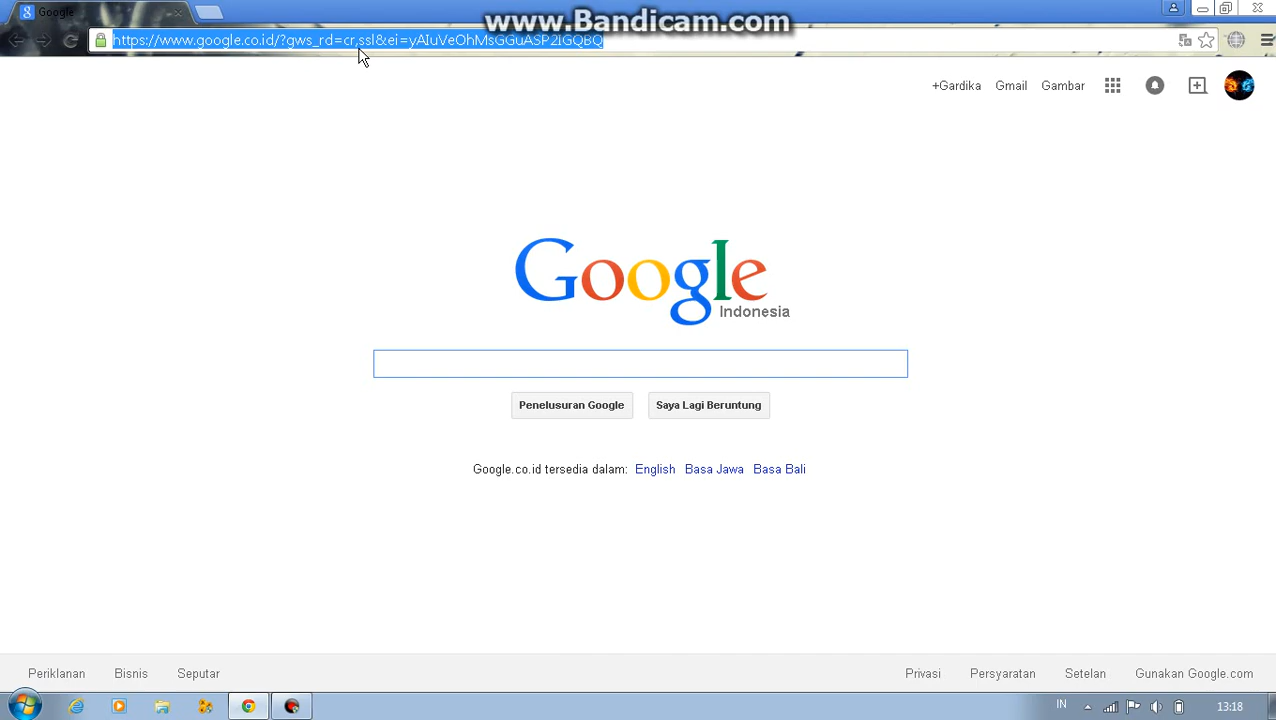 www.Bandicam.com
Google
https://www.google.co.id/?gws_rd=cr,ssl&ei=yAIuVeOhMsGGuASP2IGQBQ
+Gardika Gmail Gambar
Google
Indonesia
Penelusuran Google Saya Lagi Beruntung
Google.co.id tersedia dalam: English Basa Jawa Basa Bali
Periklanan Bisnis Seputar Privasi Persyaratan Setelan Gunakan Google.com
IN 13:18